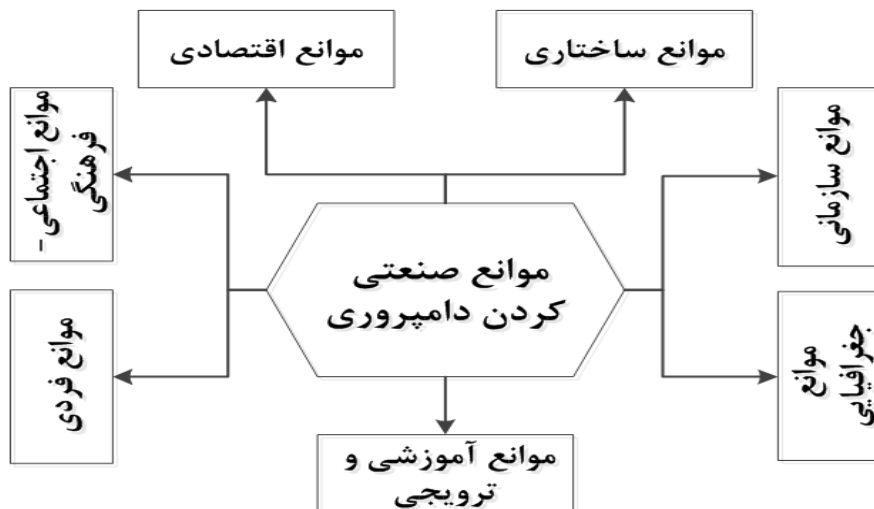 موانع ساختاری
موانع اقتصادی
موانع سازمانی
موانع اجتماعی-
فرهنگی
موانع صنعتی
کردن دامپروری
موانع
جغرافیایی
موانع فردی
موانع آموزشی و
ترویجی